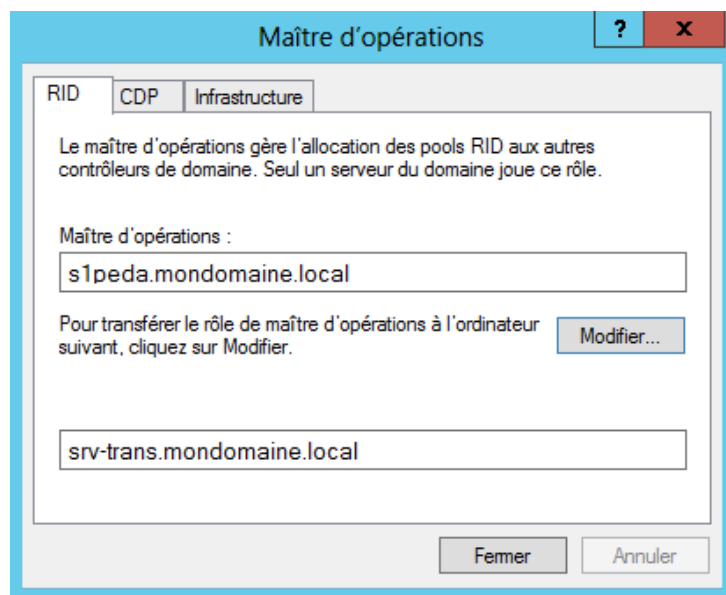 Maître d'opérations
?
x
RID
CDP
Infrastructure
Le maître d'opérations gère l'allocation des pools RID aux autres
contrôleurs de domaine. Seul un serveur du domaine joue ce rôle.
Maître d'opérations :
s1peda.mondomaine.local
Pour transférer le rôle de maître d'opérations à l'ordinateur
suivant, cliquez sur Modifier.
Modifier...
srv-trans.mondomaine.local
Fermer
Annuler